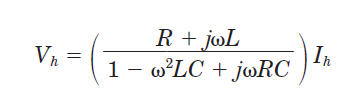 V_h = ( (R + jωL) / (1 − ω²LC + jωRC) ) I_h